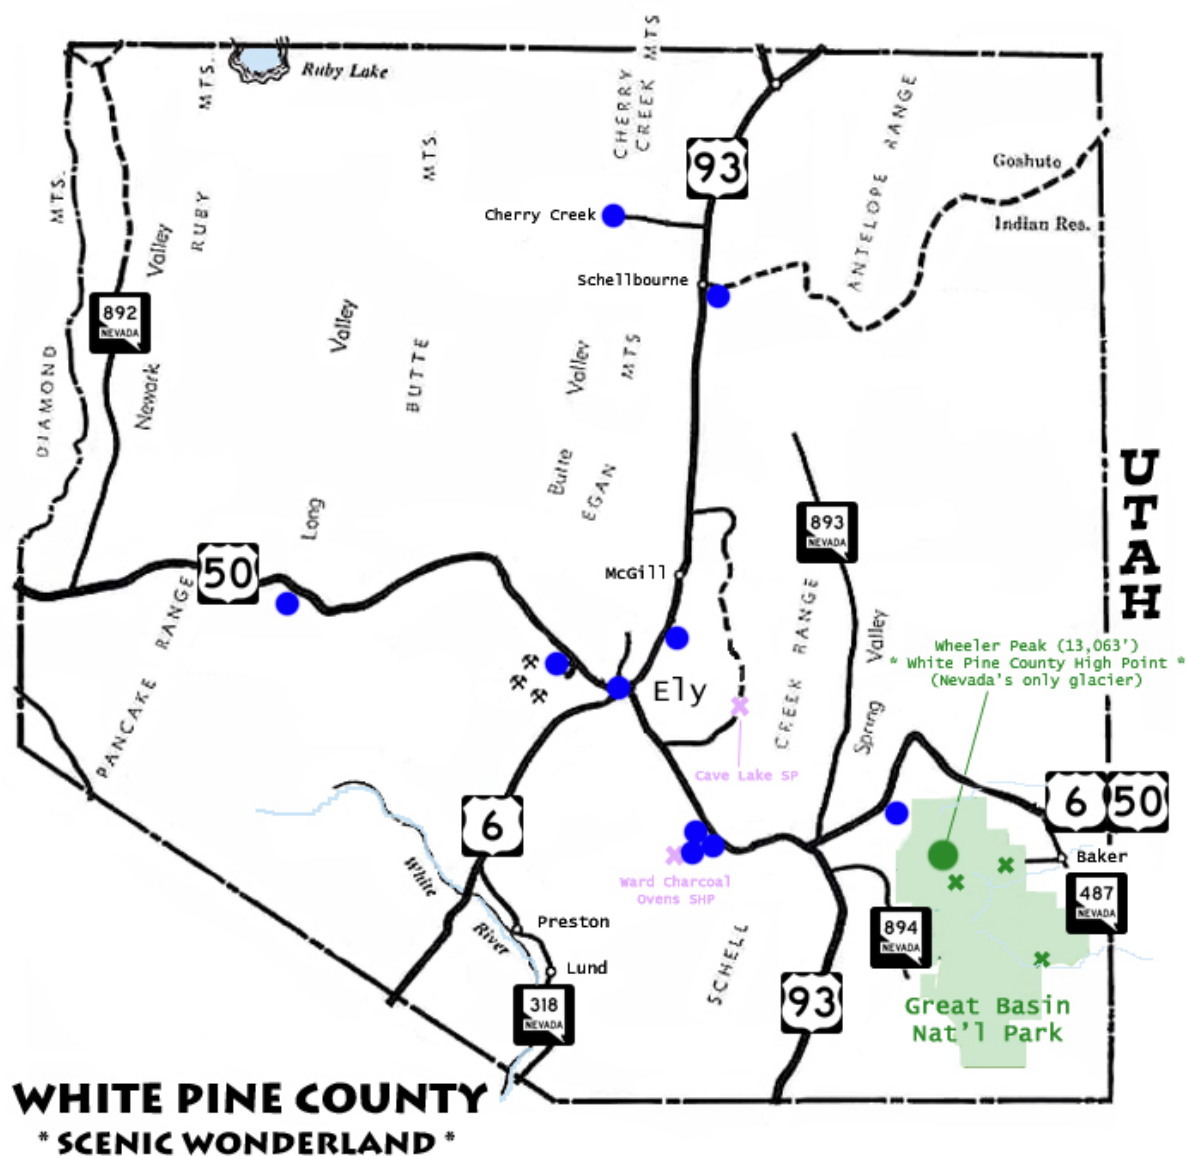 Ruby Lake
MTS.
CHERRY
CREEK MTS
MTS.
93
ANTELOPE RANGE
Goshute
Indian Res.
MTS.
RUBY
Valley
Cherry Creek
Schellbourne
892
NEVADA
Valley
BUTTE
Valley
MTS
DIAMOND
Newark
Butte
EGAN
Long
UTAH
893
NEVADA
50
McGill
PANCAKE RANGE
CREEK RANGE
Valley
Spring
Wheeler Peak (13,063')
* White Pine County High Point *
(Nevada's only glacier)
Ely
Cave Lake SP
6
6 50
Baker
White
River
Ward Charcoal
Ovens SHP
487
NEVADA
Preston
894
NEVADA
Lund
SCHELL
318
NEVADA
93
Great Basin
Nat'l Park
WHITE PINE COUNTY
* SCENIC WONDERLAND *